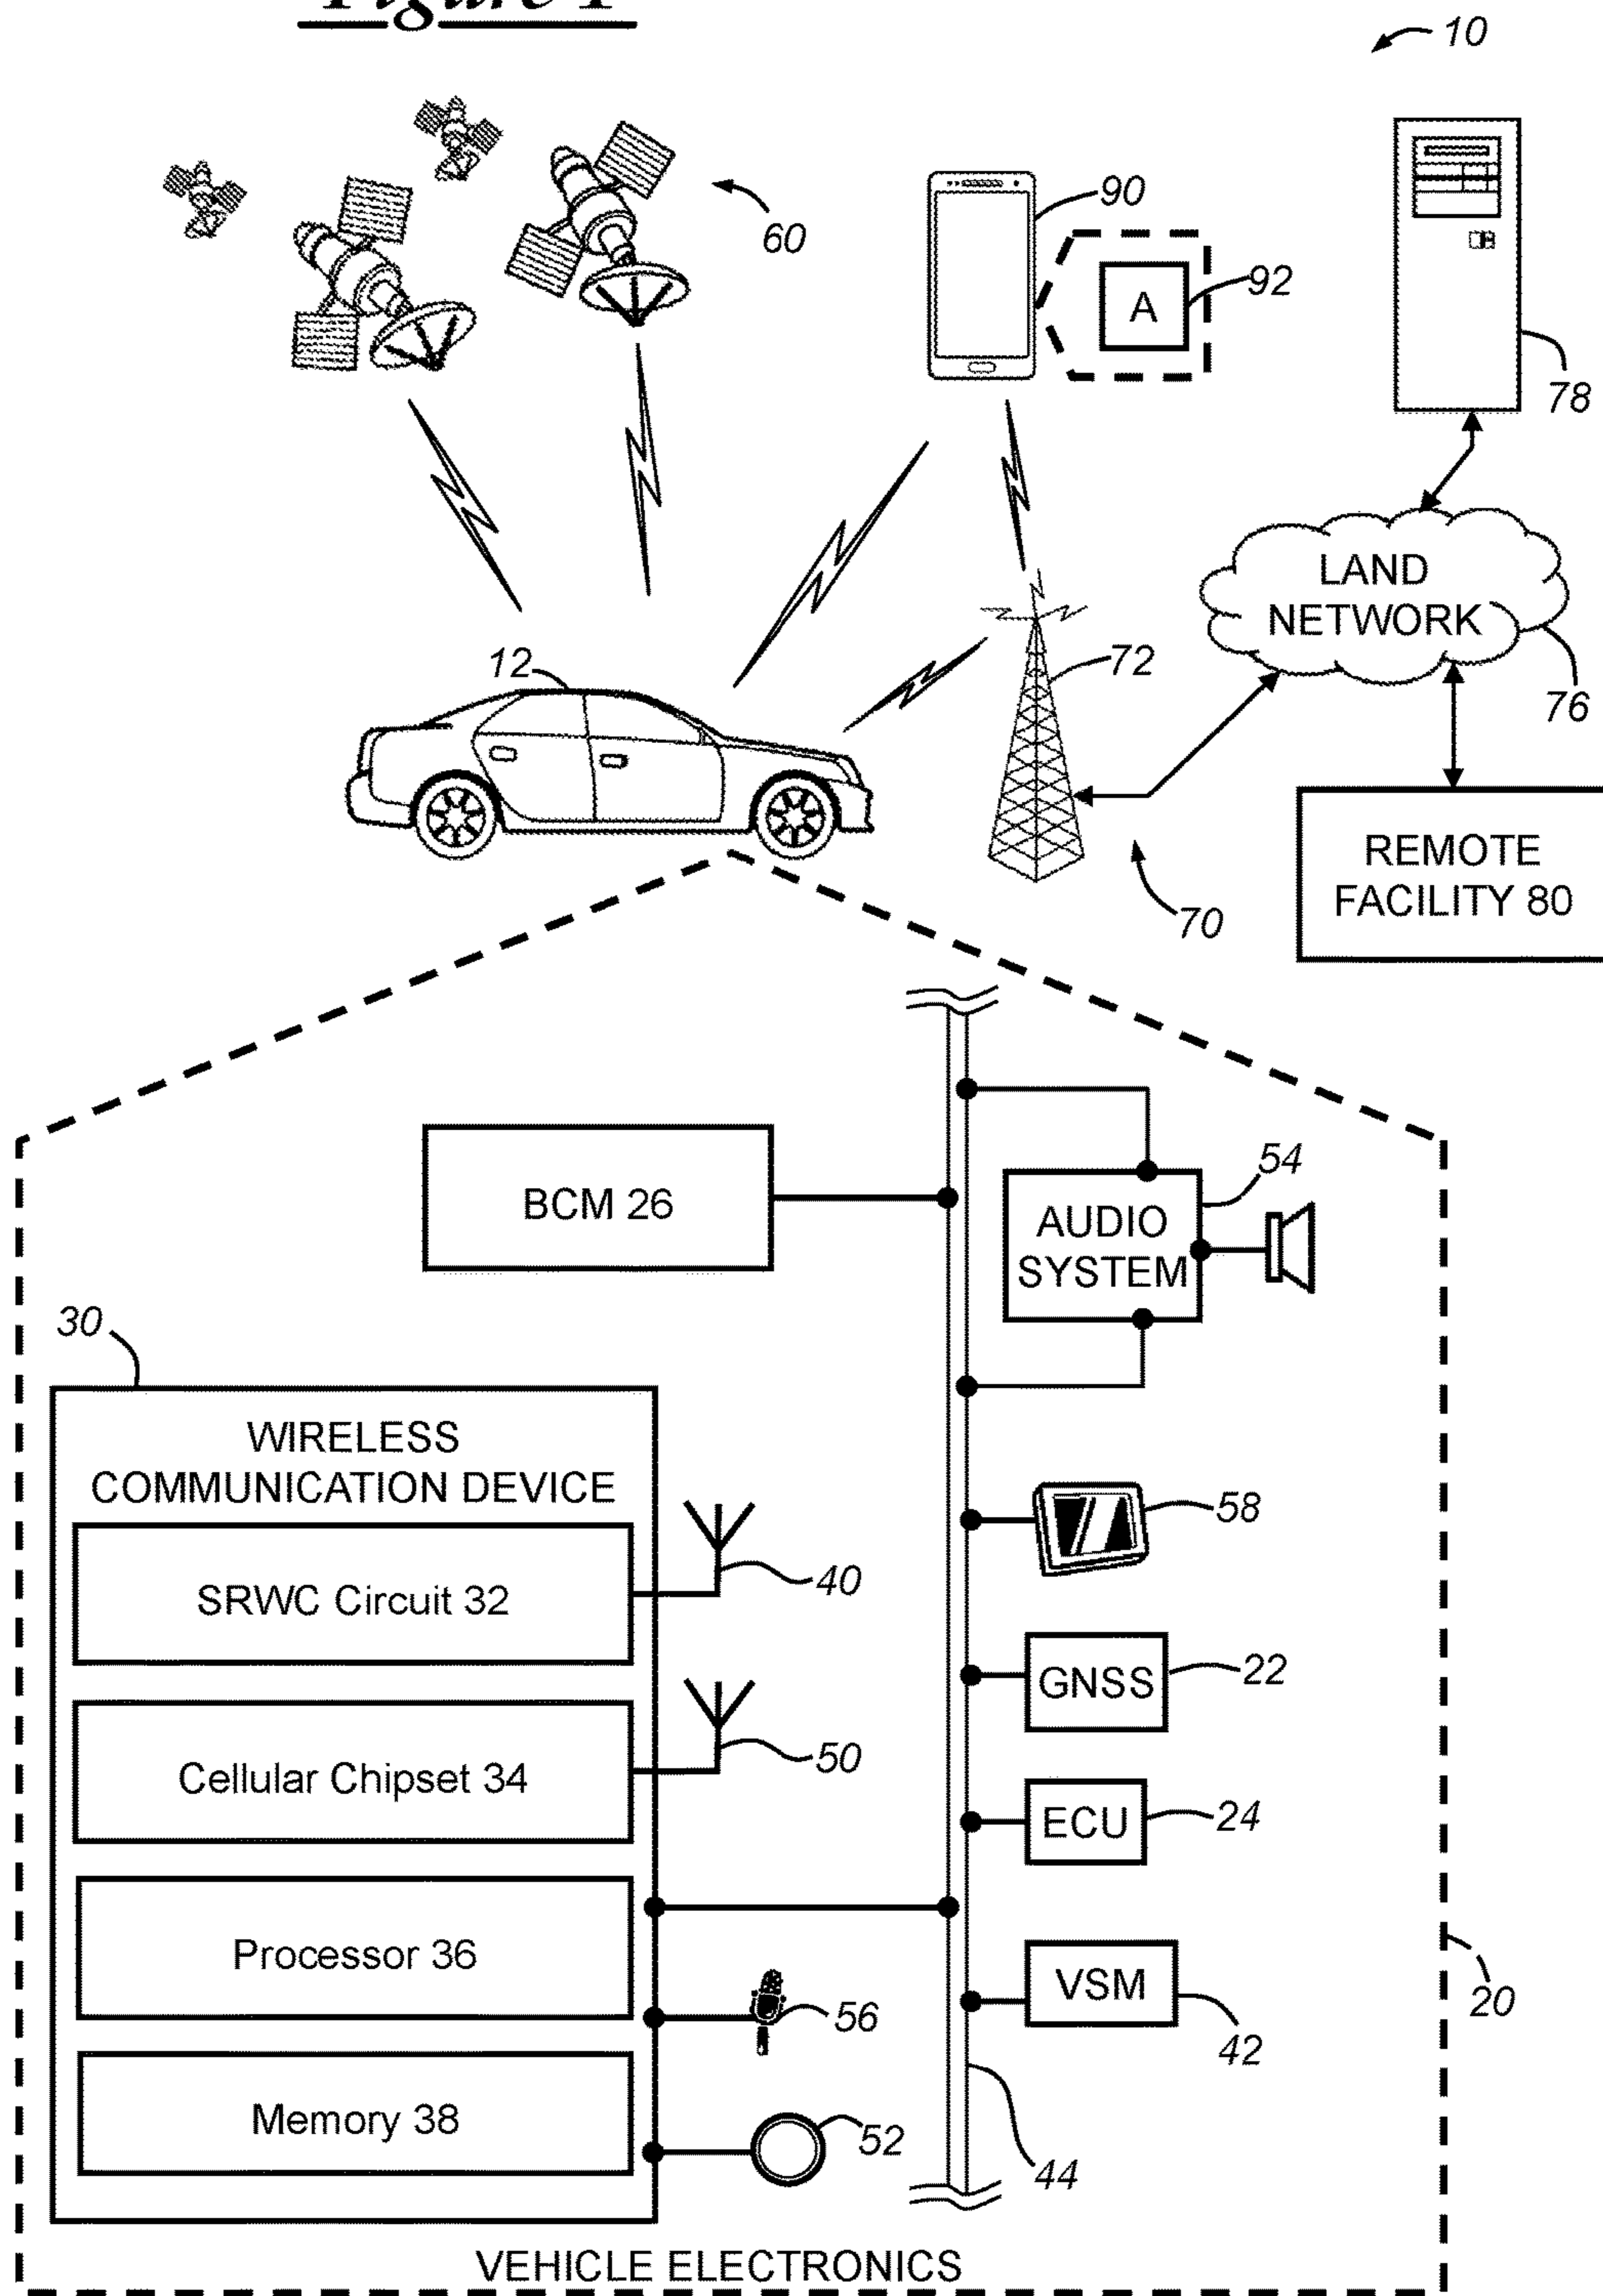 Figure 1
10
60
90
A
92
78
LAND
NETWORK
12
72
76
REMOTE
FACILITY 80
70
BCM 26
54
AUDIO
SYSTEM
30
WIRELESS
COMMUNICATION DEVICE
58
SRWC Circuit 32
40
GNSS
22
Cellular Chipset 34
50
ECU
24
Processor 36
56
VSM
42
20
Memory 38
52
44
VEHICLE ELECTRONICS